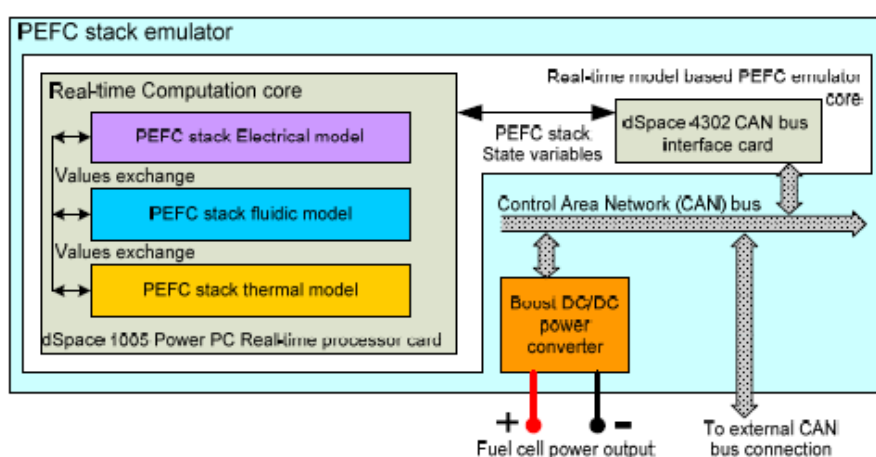 PEFC stack emulator
Real-time Computation core
PEFC stack Electrical model
Values exchange
PEFC stack fluidic model
Values exchange
PEFC stack thermal model
dSpace 1005 Power PC Real-time processor card
Real-time model based PEFC emulator
core
PEFC stack
State variables
dSpace 4302 CAN bus
interface card
Control Area Network (CAN) bus
Boost DC/DC
power
converter
+ -
Fuel cell power output
To external CAN
bus connection